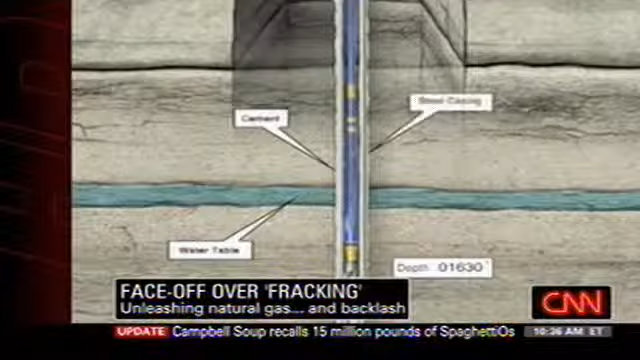 Steel Casing
Cement
Water Table
Depth 01630
FACE-OFF OVER 'FRACKING'
Unleashing natural gas... and backlash
CNN
UPDATE Campbell Soup recalls 15 million pounds of SpaghettiOs 10:36 AM ET